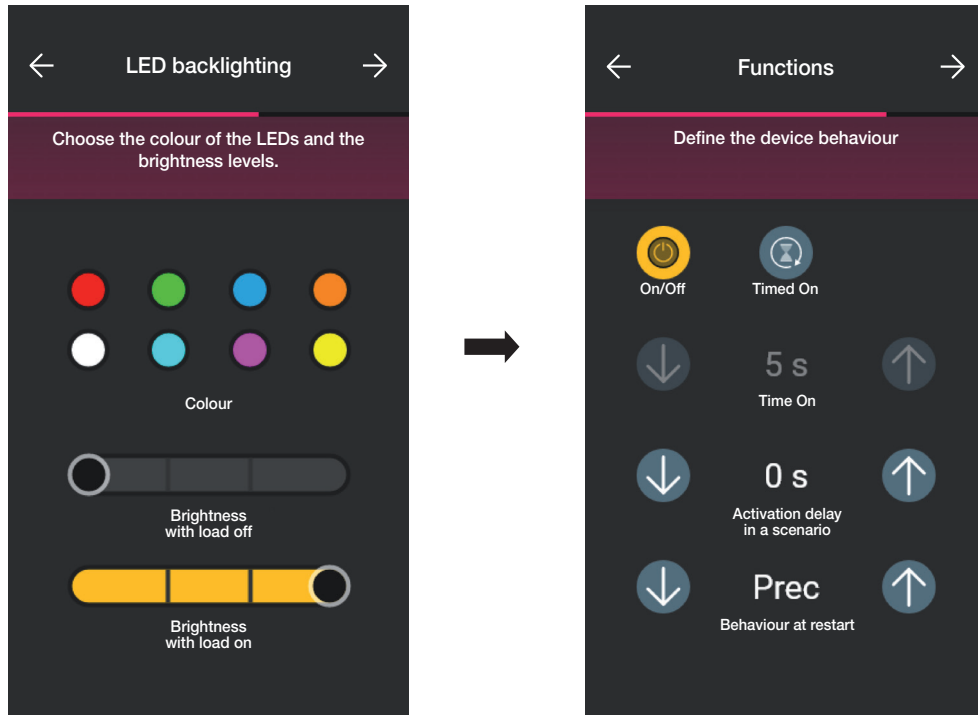 LED backlighting
Choose the colour of the LEDs and the
brightness levels.
Colour
Brightness
with load off
Brightness
with load on
Functions
Define the device behaviour
On/Off
Timed On
5 s
Time On
0 s
Activation delay
in a scenario
Prec
Behaviour at restart